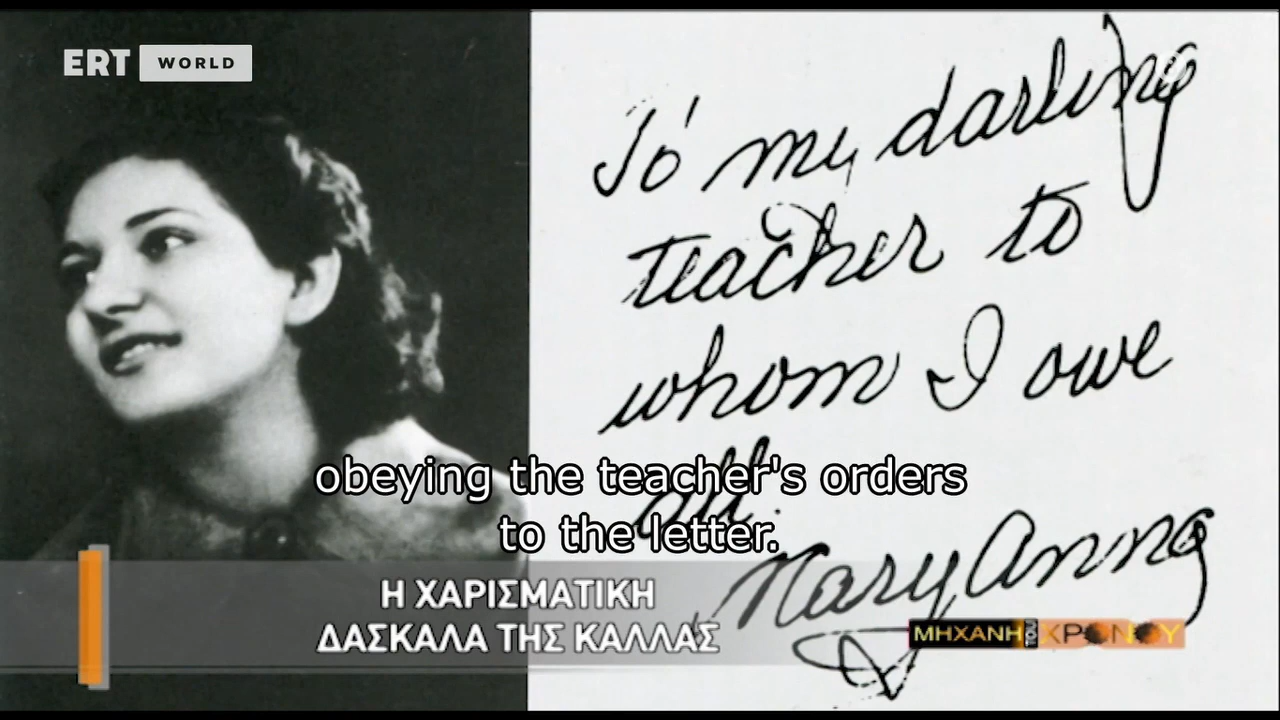 ERT WORLD
To my darling
teacher to
whom I owe
all.
Mary Anna
obeying the teacher's orders
to the letter.
Η ΧΑΡΙΣΜΑΤΙΚΗ
ΔΑΣΚΑΛΑ ΤΗΣ ΚΑΛΛΑΣ
ΜΗΧΑΝΗ του ΧΡΟΝΟΥ